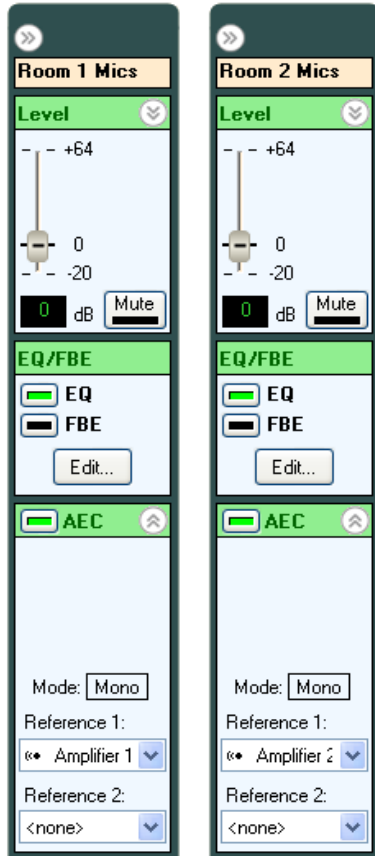 Room 1 Mics
Level
+64
0
-20
0 dB Mute
EQ/FBE
EQ
FBE
Edit...
AEC
Mode: Mono
Reference 1:
Amplifier 1
Reference 2:
<none>
Room 2 Mics
Level
+64
0
-20
0 dB Mute
EQ/FBE
EQ
FBE
Edit...
AEC
Mode: Mono
Reference 1:
Amplifier 2
Reference 2:
<none>